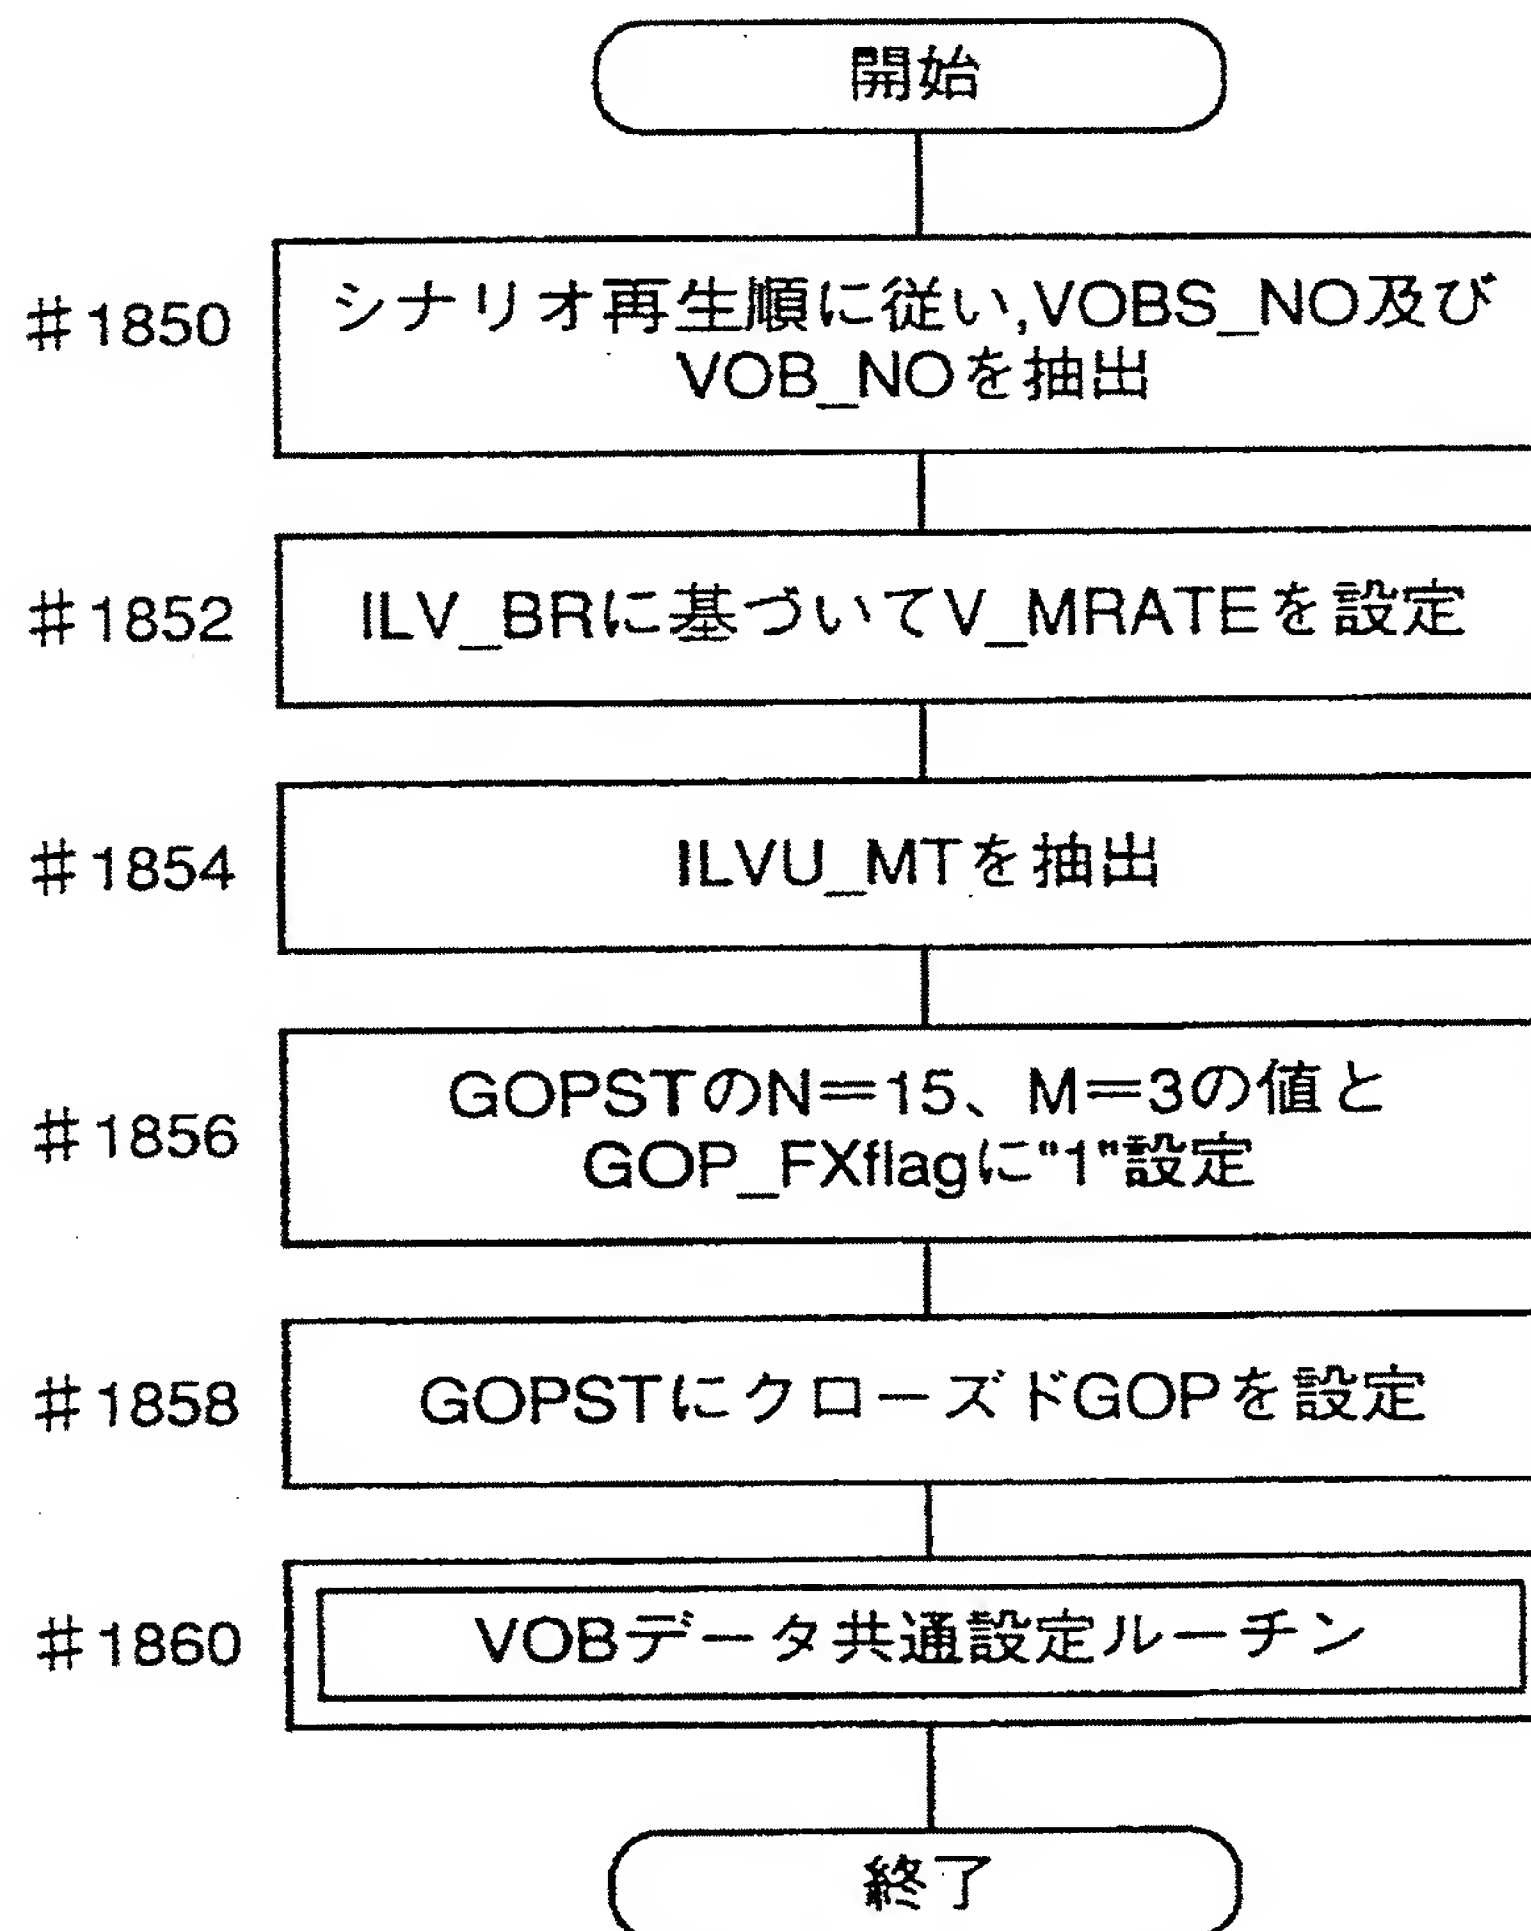 開始
#1850
シナリオ再生順に従い,VOBS_NO及び
VOB_NOを抽出
#1852
ILV_BRに基づいてV_MRATEを設定
#1854
ILVU_MTを抽出
#1856
GOPSTのN＝15、M＝3の値と
GOP_FXflagに"1"設定
#1858
GOPSTにクローズドGOPを設定
#1860
VOBデータ共通設定ルーチン
終了